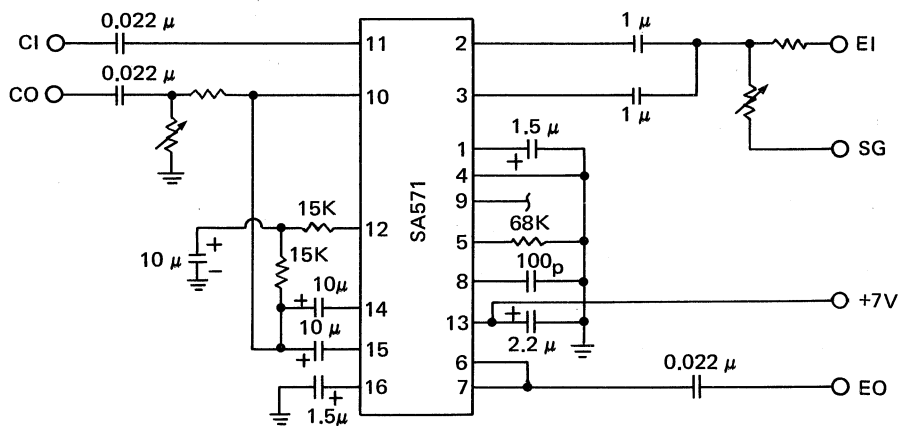 0.022 µ
CI
11
2
1 µ
EI
0.022 µ
CO
10
3
1 µ
1.5 µ
SG
1
+
4
9
15K
12
SA571
68K
5
+
10 µ
−
15K
100p
8
10µ
+
14
+7V
13
+
2.2 µ
10 µ
+
15
6
0.022 µ
16
+
1.5µ
7
EO